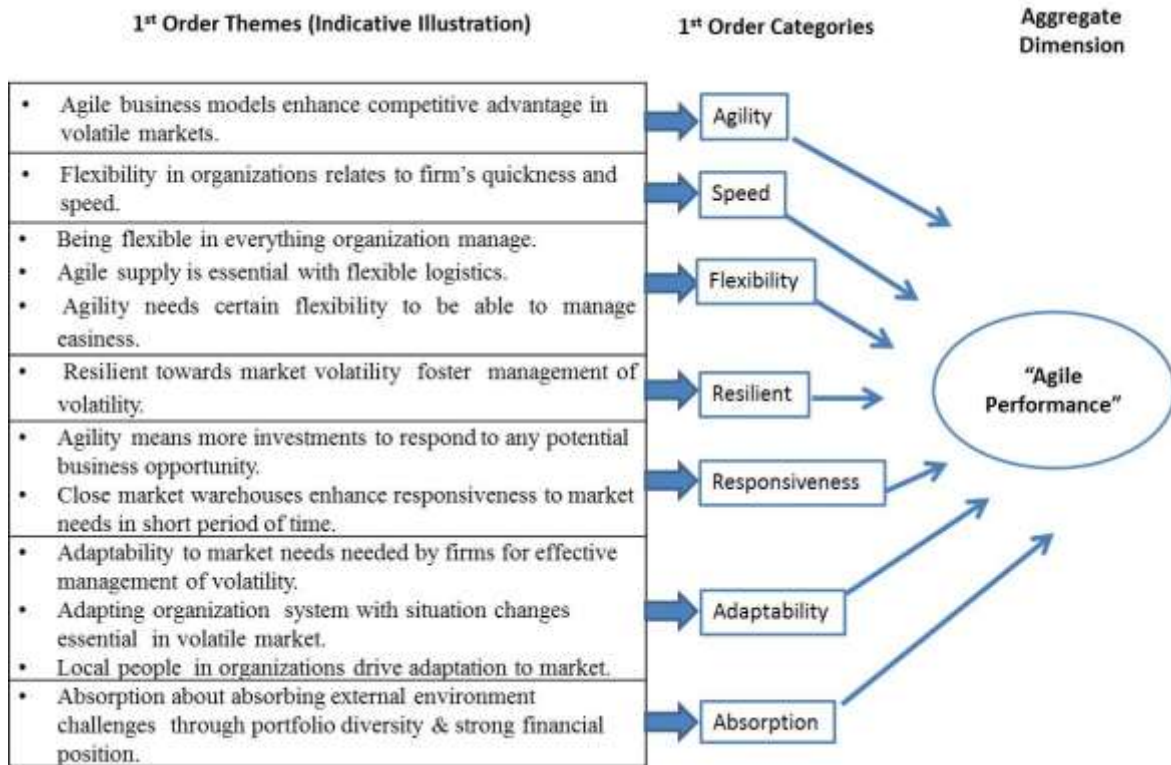 1st Order Themes (Indicative Illustration)
1st Order Categories
Aggregate
Dimension
• Agile business models enhance competitive advantage in
volatile markets.
Agility
• Flexibility in organizations relates to firm's quickness and
speed.
Speed
• Being flexible in everything organization manage.
• Agile supply is essential with flexible logistics.
• Agility needs certain flexibility to be able to manage
easiness.
Flexibility
• Resilient towards market volatility foster management of
volatility.
Resilient
• Agility means more investments to respond to any potential
business opportunity.
• Close market warehouses enhance responsiveness to market
needs in short period of time.
Responsiveness
• Adaptability to market needs needed by firms for effective
management of volatility.
• Adapting organization system with situation changes
essential in volatile market.
• Local people in organizations drive adaptation to market.
Adaptability
• Absorption about absorbing external environment
challenges through portfolio diversity & strong financial
position.
Absorption
“Agile
Performance”